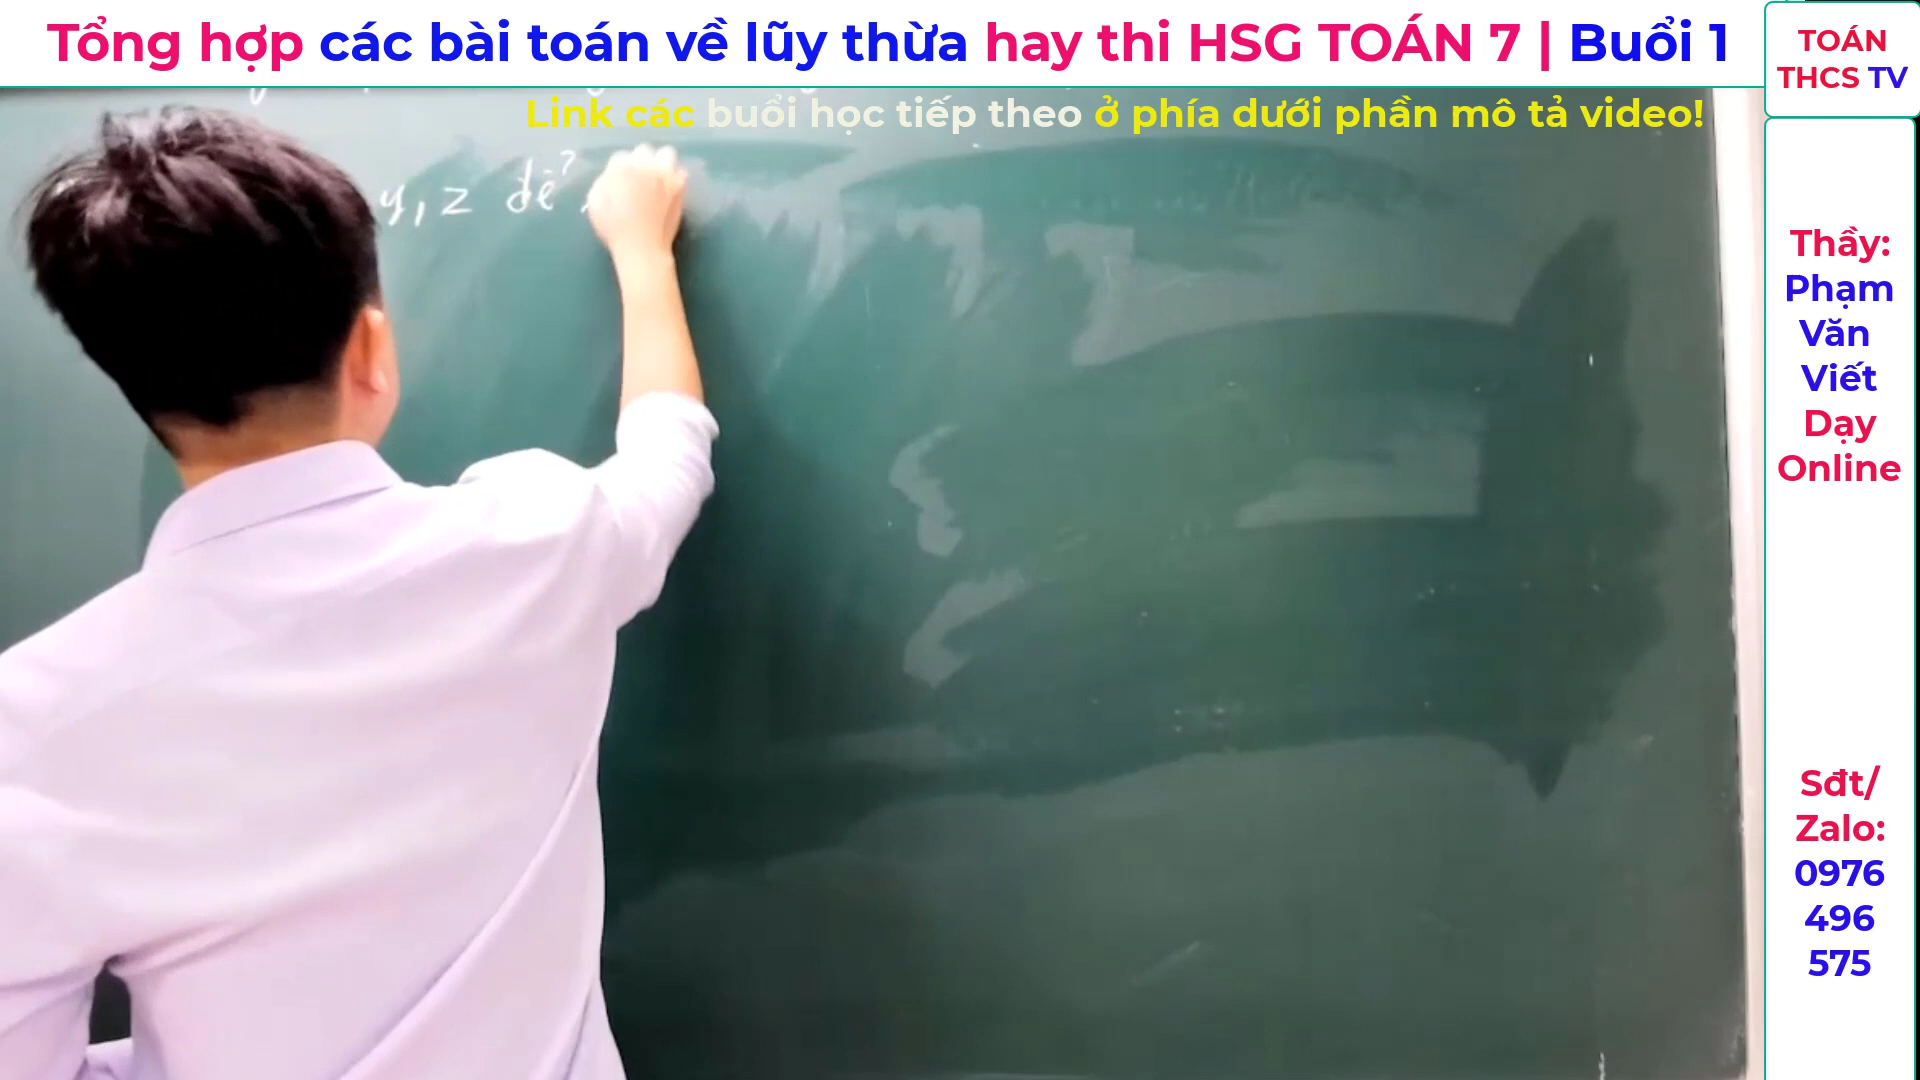 Tổng hợp các bài toán về lũy thừa hay thi HSG TOÁN 7 | Buổi 1
TOÁN
THCS TV
Link các buổi học tiếp theo ở phía dưới phần mô tả video!
y, z để
Thầy:
Phạm
Văn
Viết
Dạy
Online
Sđt/
Zalo:
0976
496
575